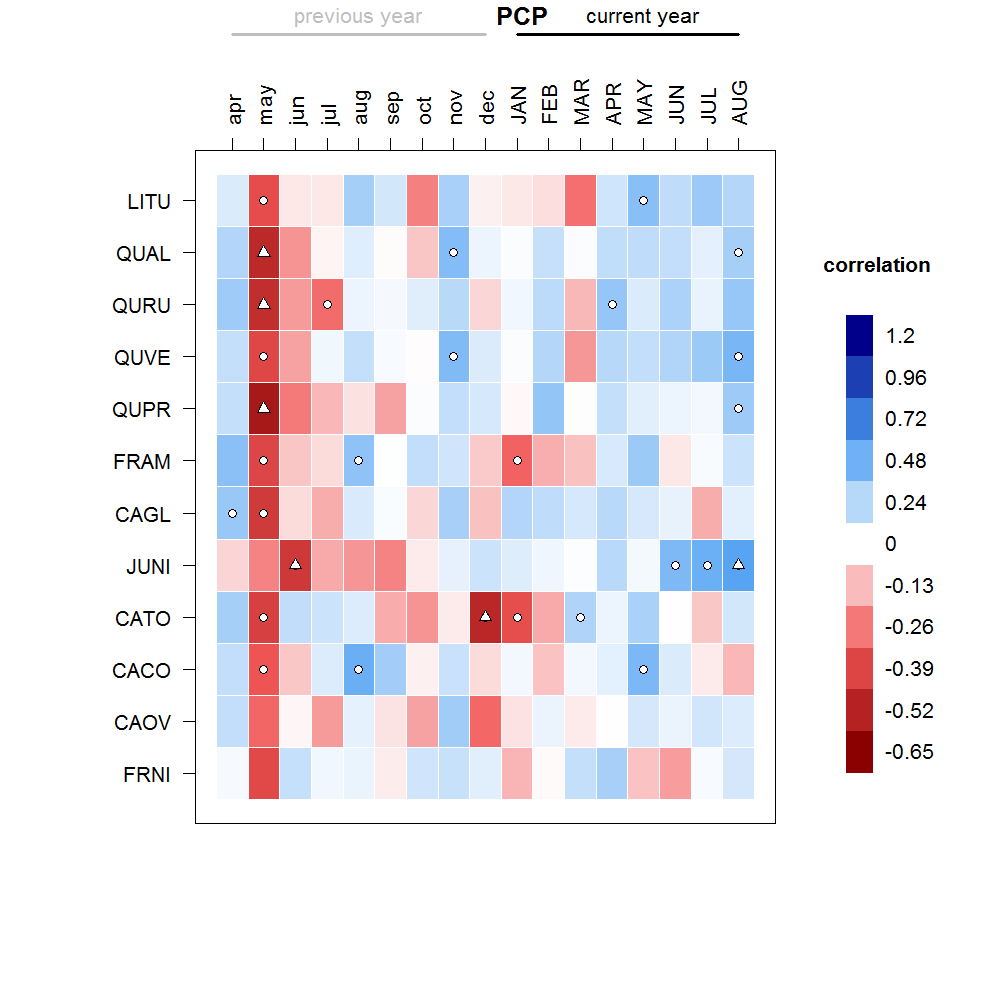 previous year PCP current year
apr may jun jul aug sep oct nov dec JAN FEB MAR APR MAY JUN JUL AUG
LITU
QUAL
QURU
QUVE
QUPR
FRAM
CAGL
JUNI
CATO
CACO
CAOV
FRNI
correlation
1.2
0.96
0.72
0.48
0.24
0
-0.13
-0.26
-0.39
-0.52
-0.65